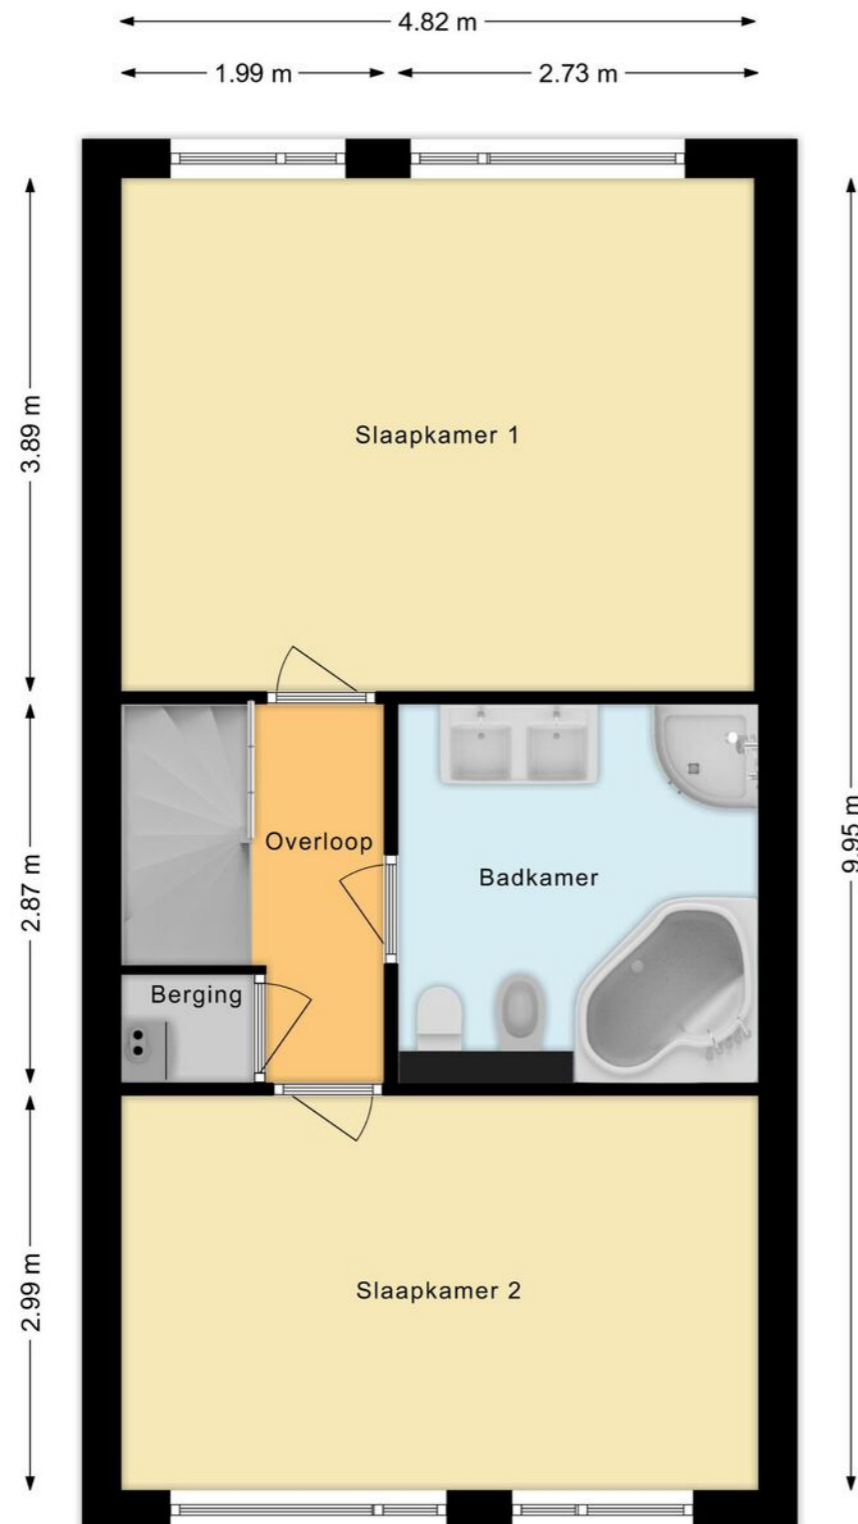 4.82 m
1.99 m
2.73 m
3.89 m
Slaapkamer 1
2.87 m
Overloop
Badkamer
9.95 m
Berging
2.99 m
Slaapkamer 2